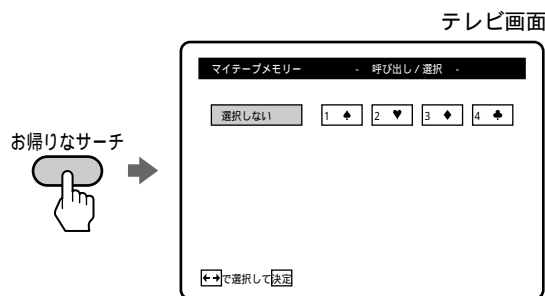 テレビ画面
マイテープメモリー - 呼び出し / 選択 -
選択しない 1 ♠ 2 ♥ 3 ♦ 4 ♣
お帰りなサーチ
←→で選択して決定